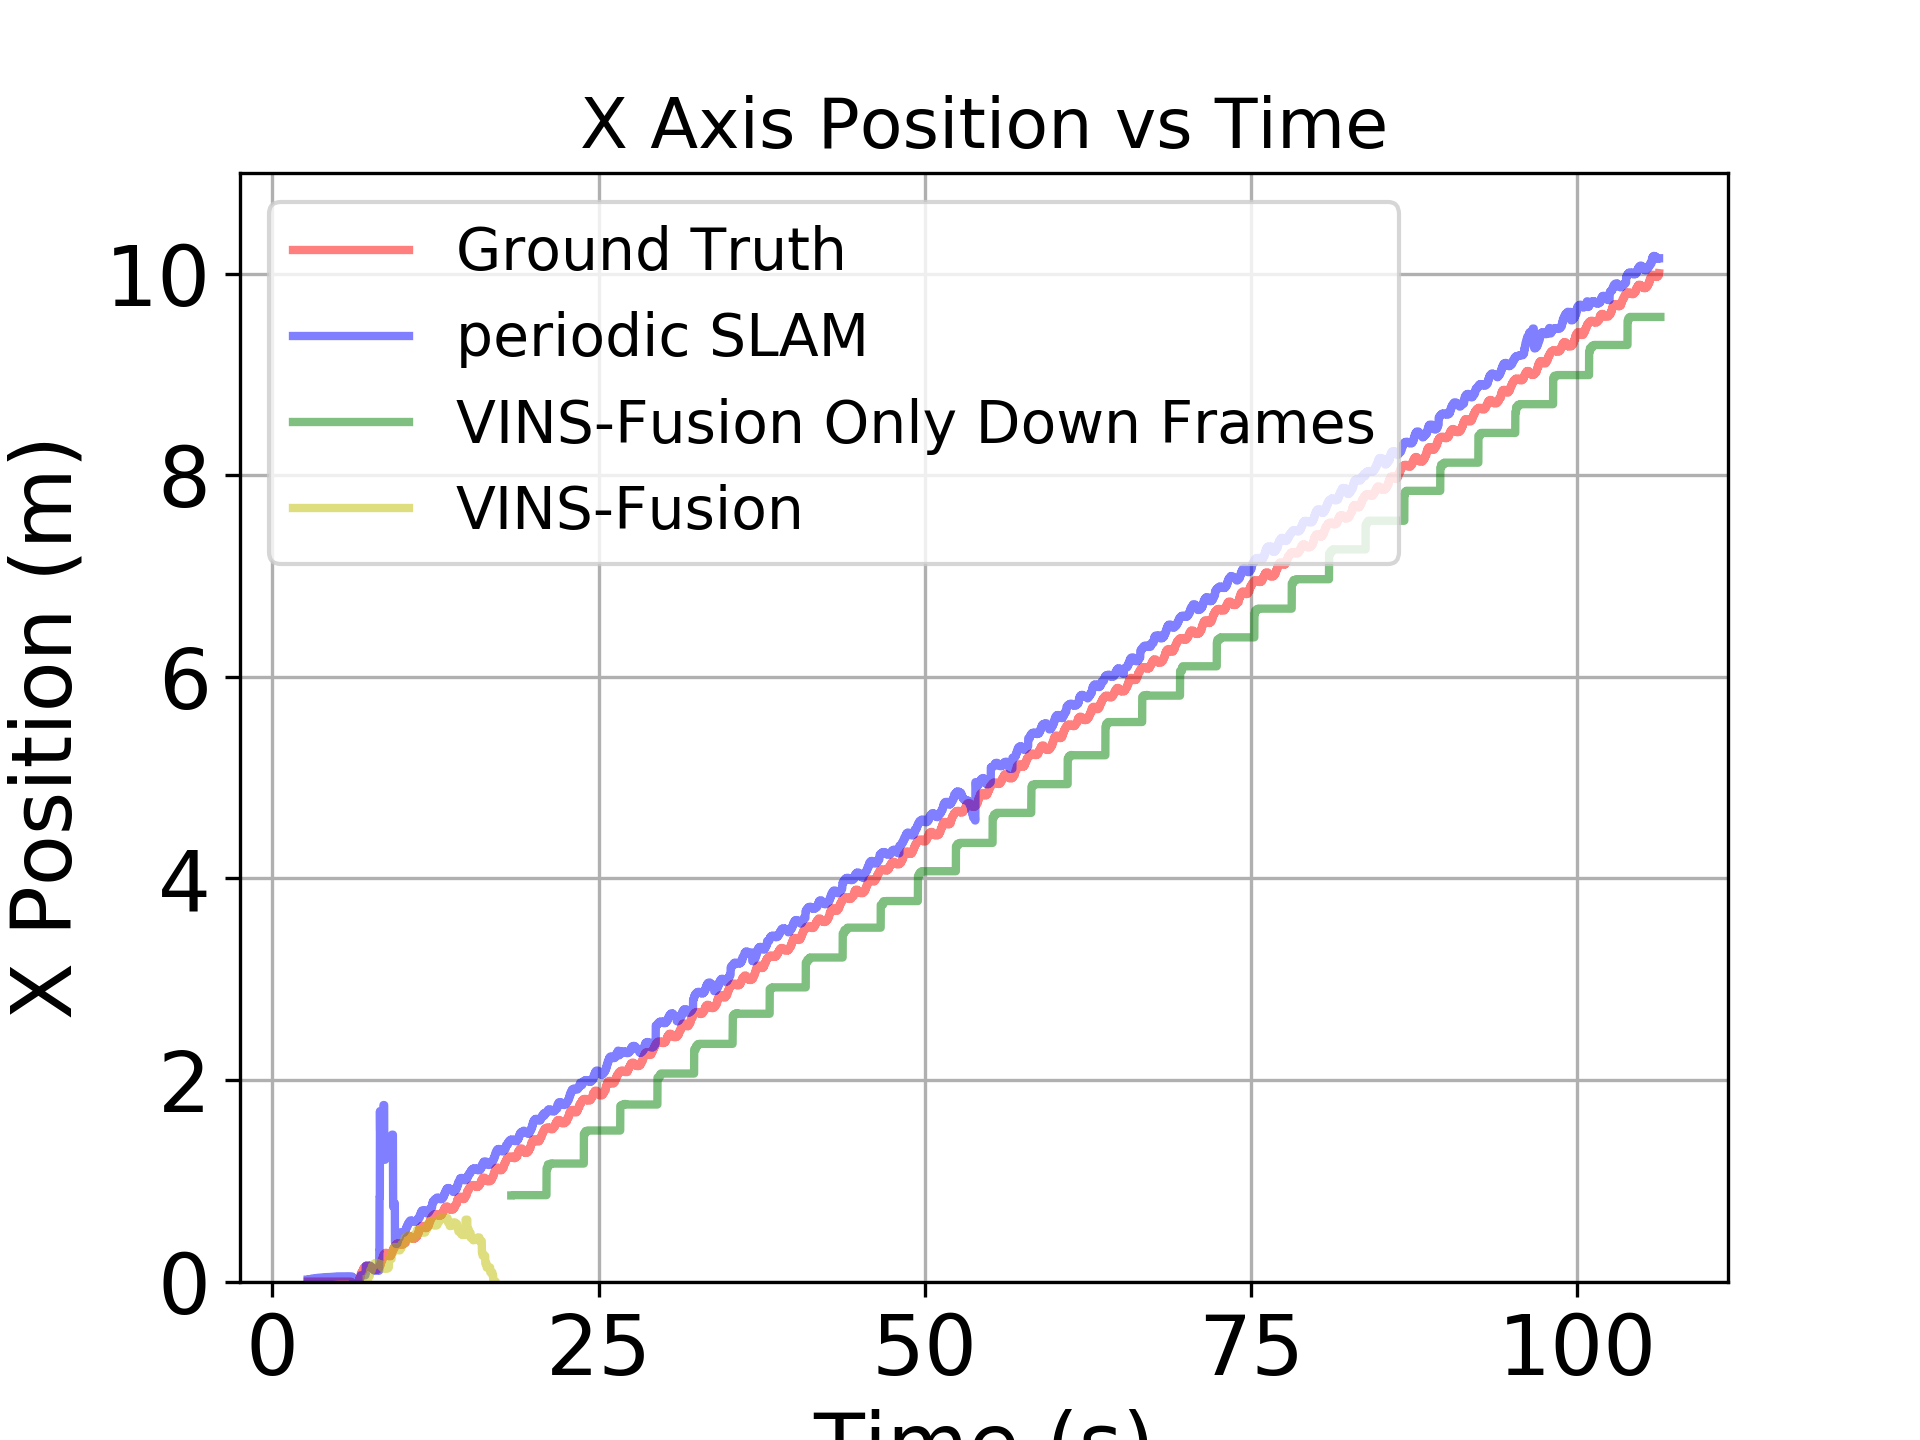 X Axis Position vs Time
Ground Truth
periodic SLAM
VINS-Fusion Only Down Frames
VINS-Fusion
X Position (m)
10
8
6
4
2
0
0 25 50 75 100
Time (s)